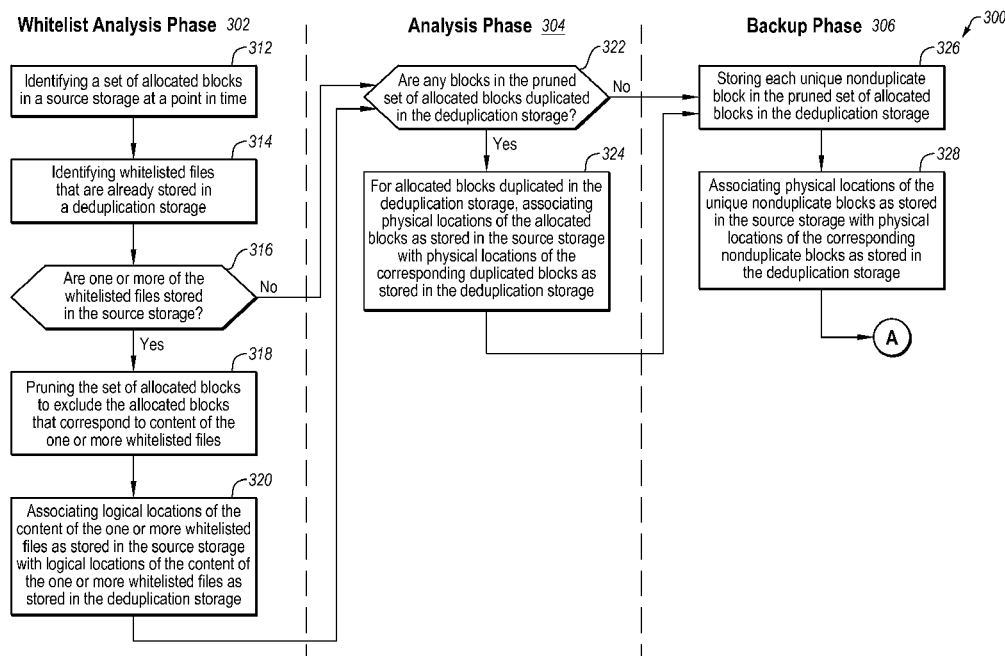 Whitelist Analysis Phase 302
312
Identifying a set of allocated blocks
in a source storage at a point in time
314
Identifying whitelisted files
that are already stored in
a deduplication storage
316
Are one or more of the
whitelisted files stored
in the source storage?
No
Yes
318
Pruning the set of allocated blocks
to exclude the allocated blocks
that correspond to content of the
one or more whitelisted files
320
Associating logical locations of the
content of the one or more whitelisted
files as stored in the source storage
with logical locations of the content of
the one or more whitelisted files as
stored in the deduplication storage
Analysis Phase 304
322
Are any blocks in the pruned
set of allocated blocks duplicated
in the deduplication storage?
No
Yes
324
For allocated blocks duplicated in the
deduplication storage, associating
physical locations of the allocated
blocks as stored in the source storage
with physical locations of the
corresponding duplicated blocks as
stored in the deduplication storage
Backup Phase 306
300
326
Storing each unique nonduplicate
block in the pruned set of allocated
blocks in the deduplication storage
328
Associating physical locations of the
unique nonduplicate blocks as stored
in the source storage with physical
locations of the corresponding
nonduplicate blocks as stored in
the deduplication storage
A